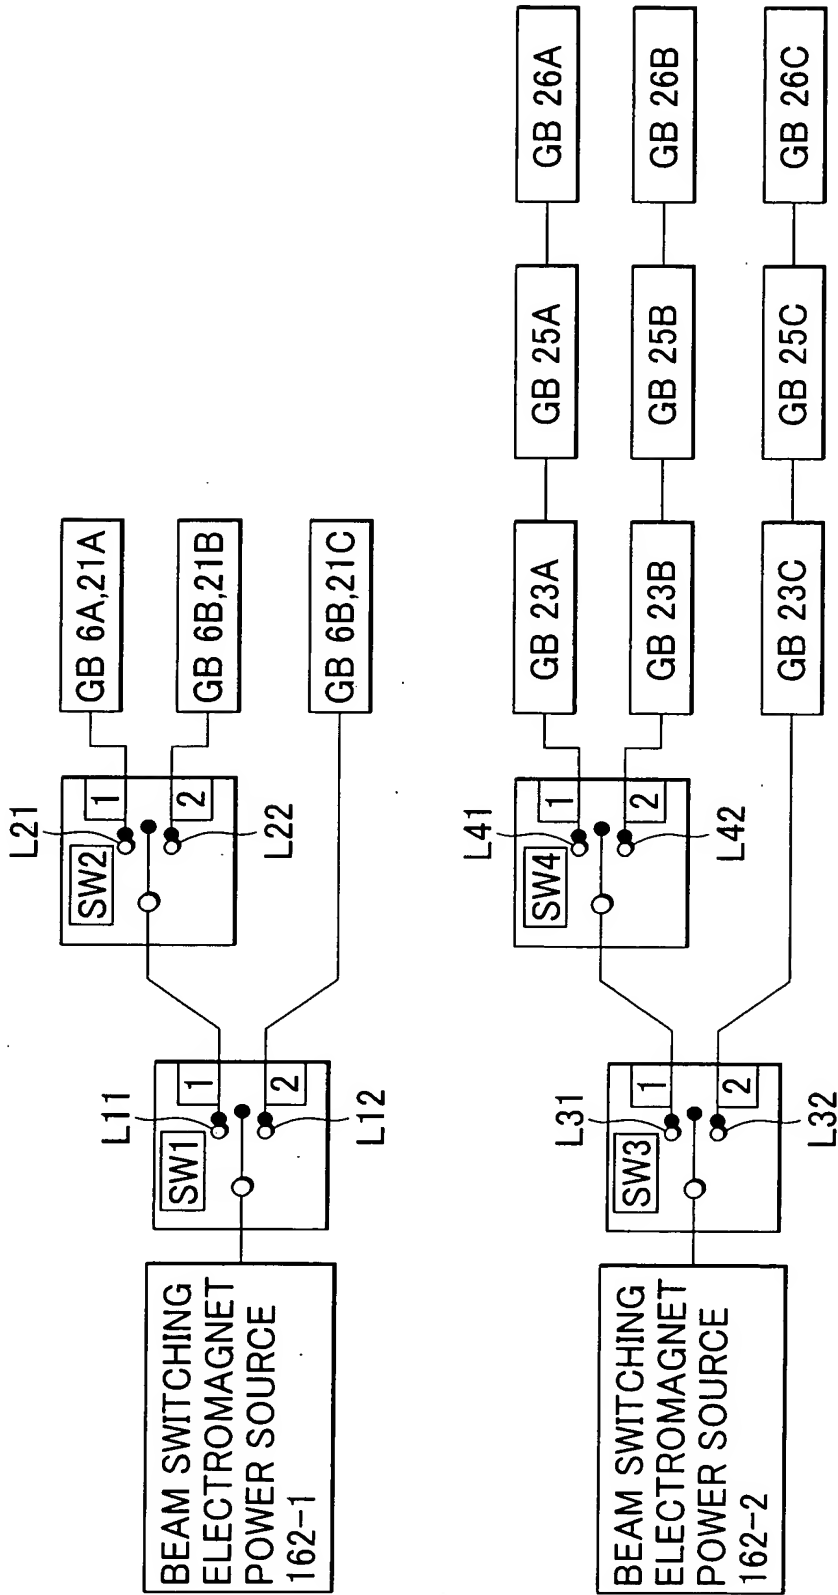 BEAM SWITCHING
ELECTROMAGNET
POWER SOURCE
162-1
SW1
1
2
L11
L12
SW2
1
2
L21
L22
GB 6A,21A
GB 6B,21B
GB 6B,21C
BEAM SWITCHING
ELECTROMAGNET
POWER SOURCE
162-2
SW3
1
2
L31
L32
SW4
1
2
L41
L42
GB 23A
GB 25A
GB 26A
GB 23B
GB 25B
GB 26B
GB 23C
GB 25C
GB 26C